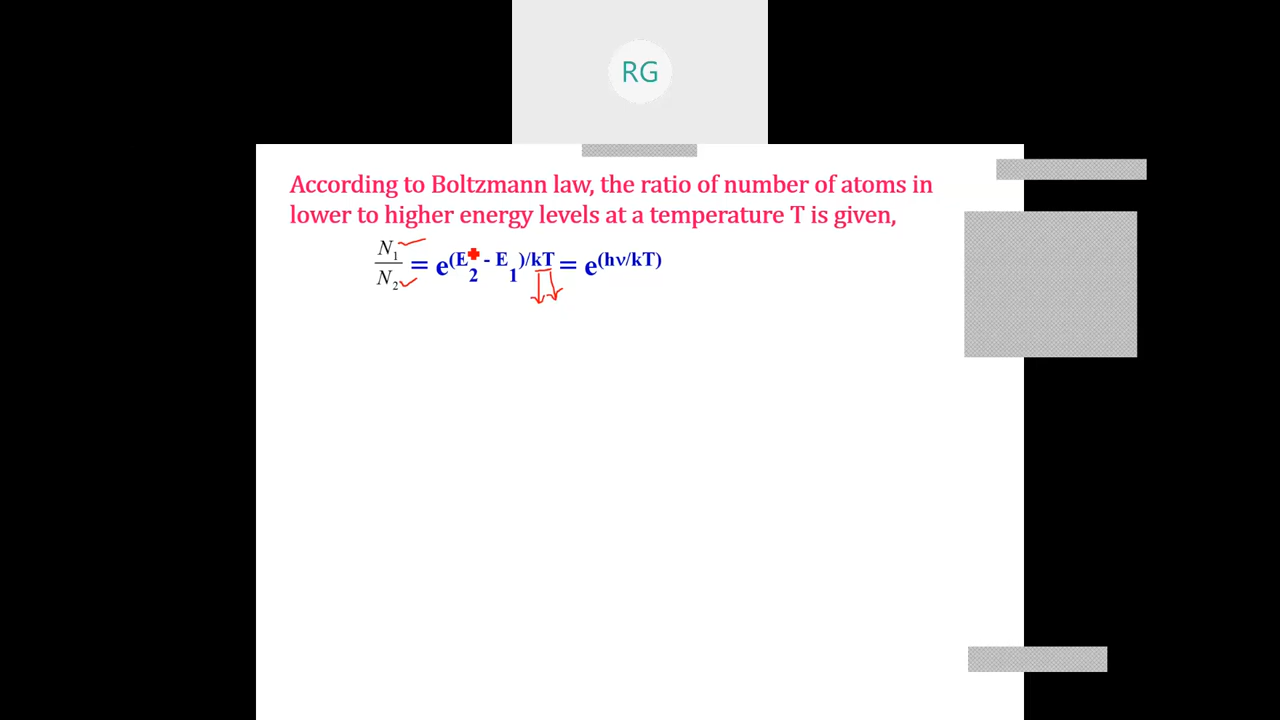 RG
According to Boltzmann law, the ratio of number of atoms in
lower to higher energy levels at a temperature T is given,
N₁/N₂ = e^(E₂ - E₁)/kT = e^(hν/kT)